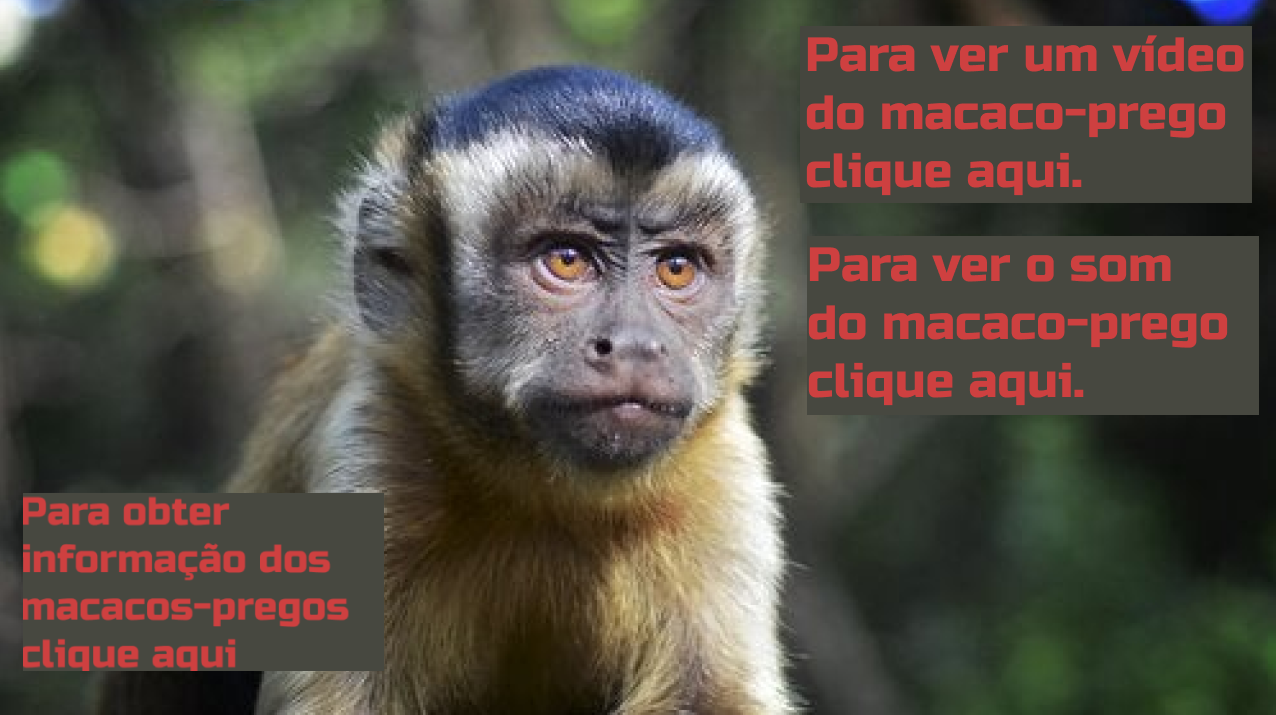 Para ver um vídeo
do macaco-prego
clique aqui.
Para ver o som
do macaco-prego
clique aqui.
Para obter
informação dos
macacos-pregos
clique aqui